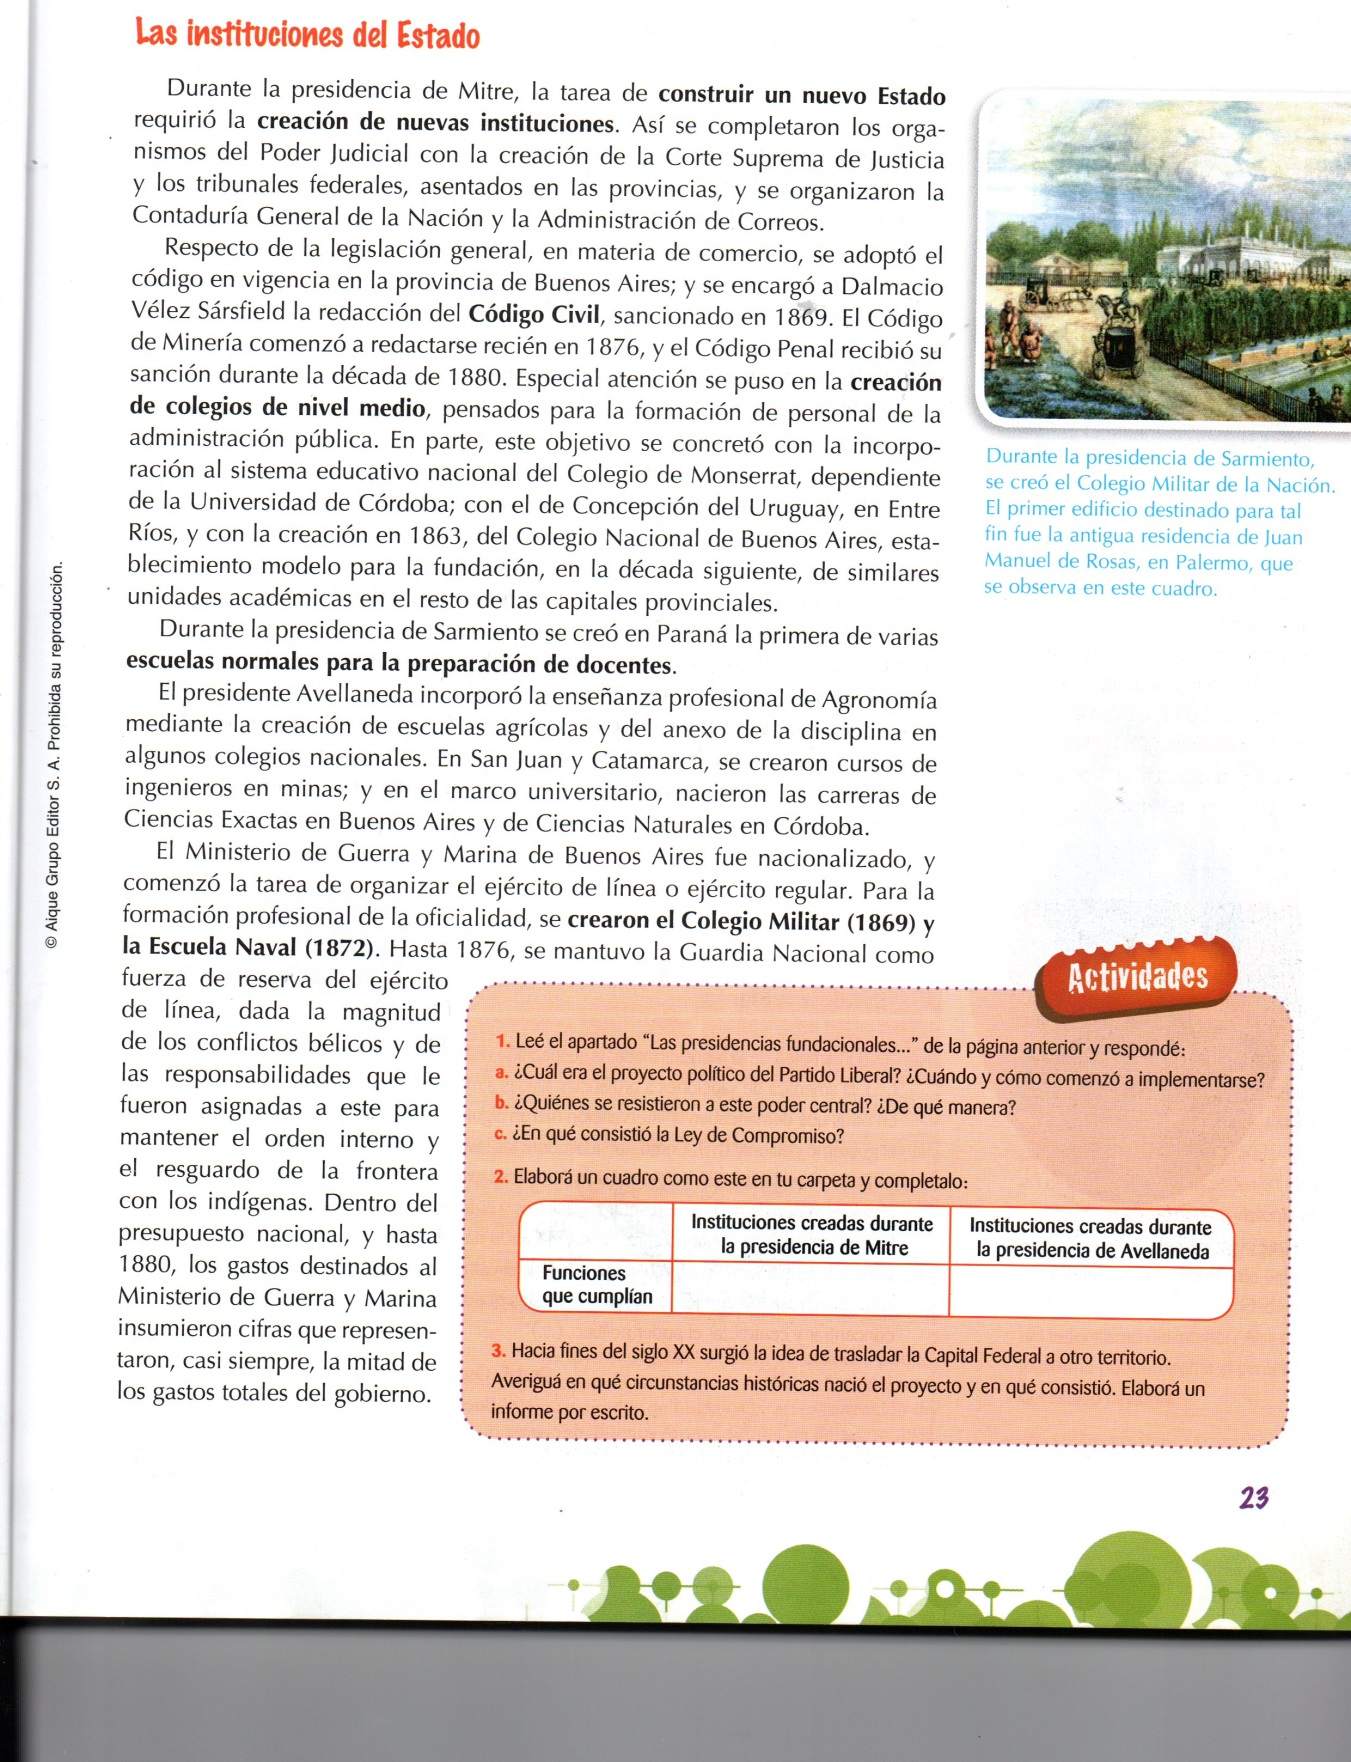 Las instituciones del Estado
Durante la presidencia de Mitre, la tarea de construir un nuevo Estado
requirió la creación de nuevas instituciones. Así se completaron los orga-
nismos del Poder Judicial con la creación de la Corte Suprema de Justicia
y los tribunales federales, asentados en las provincias, y se organizaron la
Contaduría General de la Nación y la Administración de Correos.
Respecto de la legislación general, en materia de comercio, se adoptó el
código en vigencia en la provincia de Buenos Aires; y se encargó a Dalmacio
Vélez Sársfield la redacción del Código Civil, sancionado en 1869. El Código
de Minería comenzó a redactarse recién en 1876, y el Código Penal recibió su
sanción durante la década de 1880. Especial atención se puso en la creación
de colegios de nivel medio, pensados para la formación de personal de la
administración pública. En parte, este objetivo se concretó con la incorpo-
ración al sistema educativo nacional del Colegio de Monserrat, dependiente
de la Universidad de Córdoba; con el de Concepción del Uruguay, en Entre
Ríos, y con la creación en 1863, del Colegio Nacional de Buenos Aires, esta-
blecimiento modelo para la fundación, en la década siguiente, de similares
unidades académicas en el resto de las capitales provinciales.
Durante la presidencia de Sarmiento se creó en Paraná la primera de varias
escuelas normales para la preparación de docentes.
El presidente Avellaneda incorporó la enseñanza profesional de Agronomía
mediante la creación de escuelas agrícolas y del anexo de la disciplina en
algunos colegios nacionales. En San Juan y Catamarca, se crearon cursos de
ingenieros en minas; y en el marco universitario, nacieron las carreras de
Ciencias Exactas en Buenos Aires y de Ciencias Naturales en Córdoba.
El Ministerio de Guerra y Marina de Buenos Aires fue nacionalizado, y
comenzó la tarea de organizar el ejército de línea o ejército regular. Para la
formación profesional de la oficialidad, se crearon el Colegio Militar (1869) y
la Escuela Naval (1872). Hasta 1876, se mantuvo la Guardia Nacional como
fuerza de reserva del ejército
de línea, dada la magnitud
de los conflictos bélicos y de
las responsabilidades que le
fueron asignadas a este para
mantener el orden interno y
el resguardo de la frontera
con los indígenas. Dentro del
presupuesto nacional, y hasta
1880, los gastos destinados al
Ministerio de Guerra y Marina
insumieron cifras que represen-
taron, casi siempre, la mitad de
los gastos totales del gobierno.
Durante la presidencia de Sarmiento,
se creó el Colegio Militar de la Nación.
El primer edificio destinado para tal
fin fue la antigua residencia de Juan
Manuel de Rosas, en Palermo, que
se observa en este cuadro.
© Aique Grupo Editor S. A. Prohibida su reproducción.
Actividades
1. Leé el apartado “Las presidencias fundacionales...” de la página anterior y respondé:
a. ¿Cuál era el proyecto político del Partido Liberal? ¿Cuándo y cómo comenzó a implementarse?
b. ¿Quiénes se resistieron a este poder central? ¿De qué manera?
c. ¿En qué consistió la Ley de Compromiso?
2. Elaborá un cuadro como este en tu carpeta y completalo:
Instituciones creadas durante
la presidencia de Mitre
Instituciones creadas durante
la presidencia de Avellaneda
Funciones
que cumplían
3. Hacia fines del siglo XX surgió la idea de trasladar la Capital Federal a otro territorio.
Averiguá en qué circunstancias históricas nació el proyecto y en qué consistió. Elaborá un
informe por escrito.
23